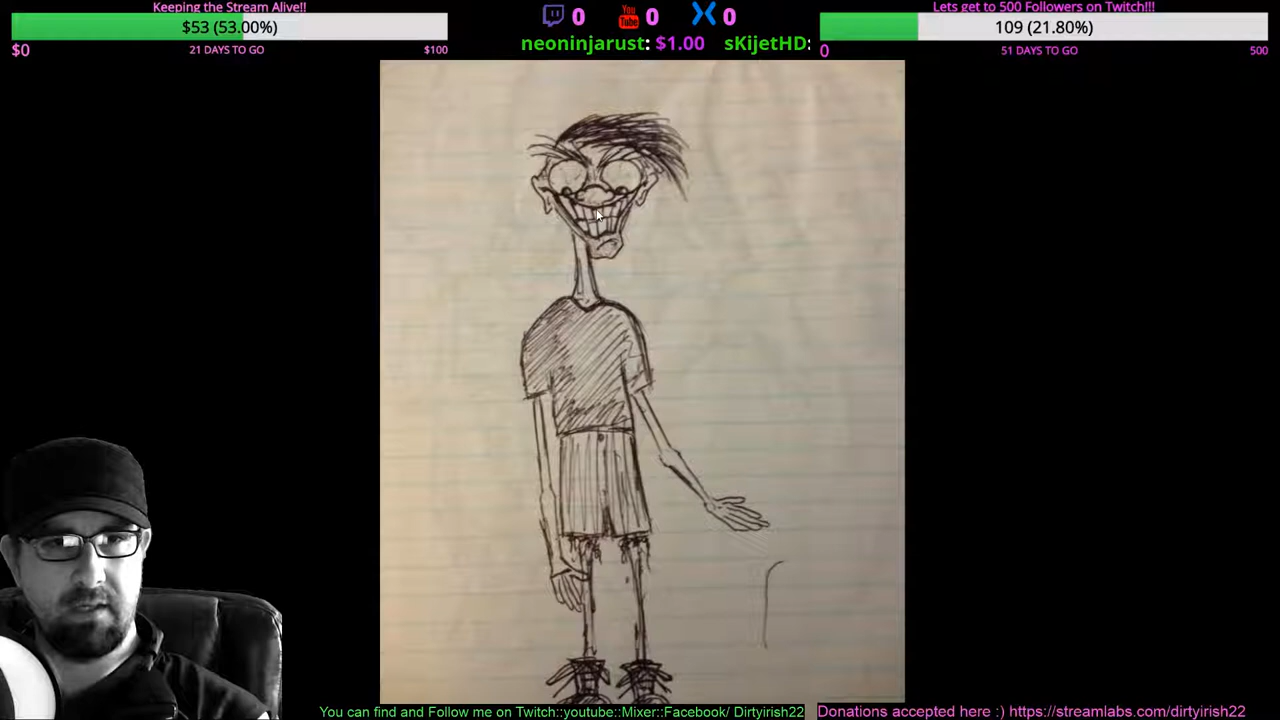 Keeping the Stream Alive!!
$53 (53.00%)
$0
21 DAYS TO GO
$100
0
You Tube
0
0
neoninjarust: $1.00 sKijetHD:
Lets get to 500 Followers on Twitch!!!
109 (21.80%)
0
51 DAYS TO GO
500
You can find and Follow me on Twitch::youtube::Mixer::Facebook/ Dirtyirish22
Donations accepted here :) https://streamlabs.com/dirtyirish22